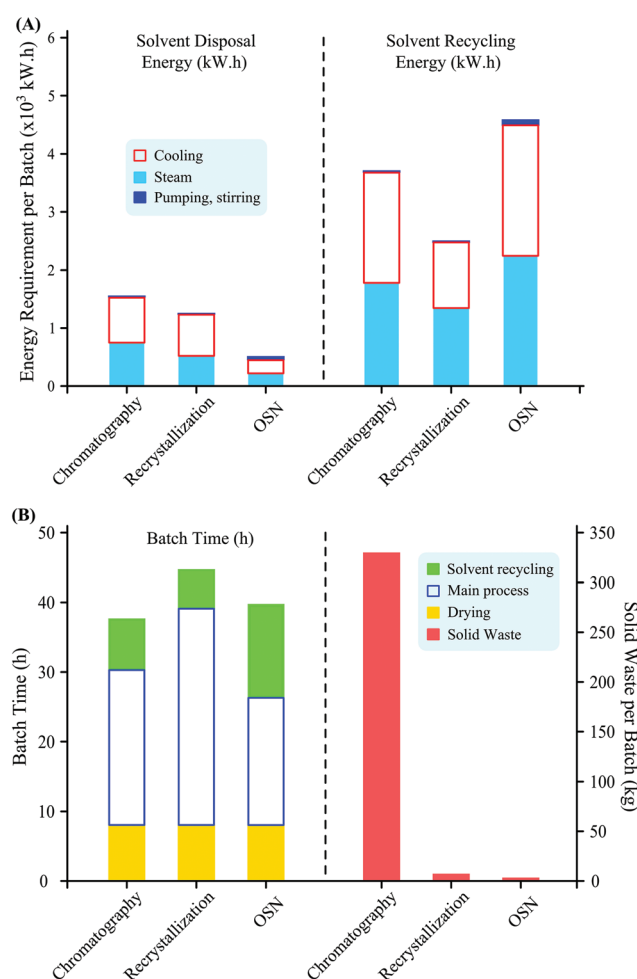 (A)
Energy Requirement per Batch (x10³ kW.h)
6
5
4
3
2
1
0
Solvent Disposal
Energy (kW.h)
Solvent Recycling
Energy (kW.h)
Cooling
Steam
Pumping, stirring
Chromatography
Recrystallization
OSN
Chromatography
Recrystallization
OSN
(B)
Batch Time (h)
50
40
30
20
10
0
Batch Time (h)
Solvent recycling
Main process
Drying
Solid Waste
350
300
250
200
150
100
50
0
Solid Waste per Batch (kg)
Chromatography
Recrystallization
OSN
Chromatography
Recrystallization
OSN